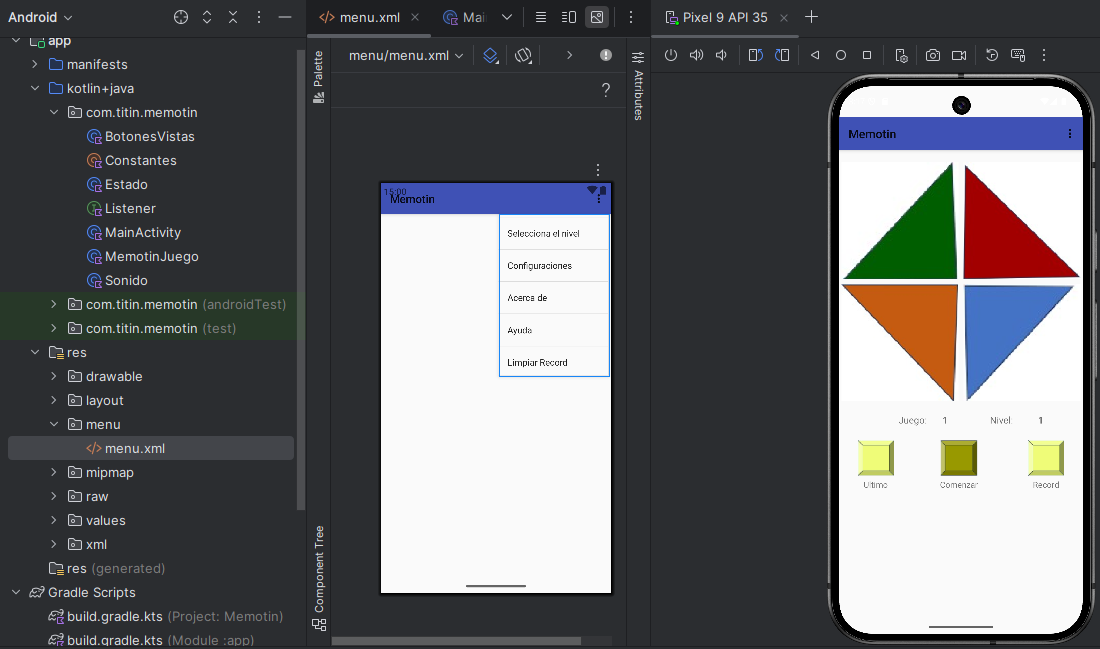 Android
app
manifests
kotlin+java
com.titin.memotin
BotonesVistas
Constantes
Estado
Listener
MainActivity
MemotinJuego
Sonido
com.titin.memotin (androidTest)
com.titin.memotin (test)
res
drawable
layout
menu
menu.xml
mipmap
raw
values
xml
res (generated)
Gradle Scripts
build.gradle.kts (Project: Memotin)
build.gradle.kts (Module :app)
menu.xml
Mai
Palette
menu/menu.xml
?
Attributes
15:00
Memotin
Selecciona el nivel
Configuraciones
Acerca de
Ayuda
Limpiar Record
Component Tree
Pixel 9 API 35
Memotin
Juego: 1 Nivel: 1
Ultimo Comenzar Record